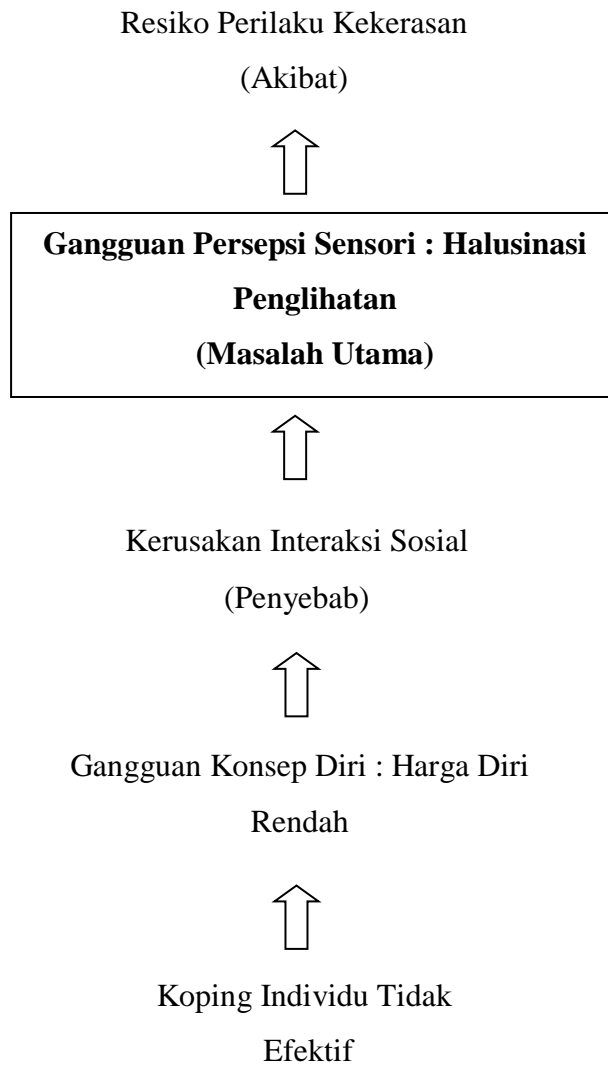 Resiko Perilaku Kekerasan
(Akibat)
Gangguan Persepsi Sensori : Halusinasi
Penglihatan
(Masalah Utama)
Kerusakan Interaksi Sosial
(Penyebab)
Gangguan Konsep Diri : Harga Diri
Rendah
Koping Individu Tidak
Efektif